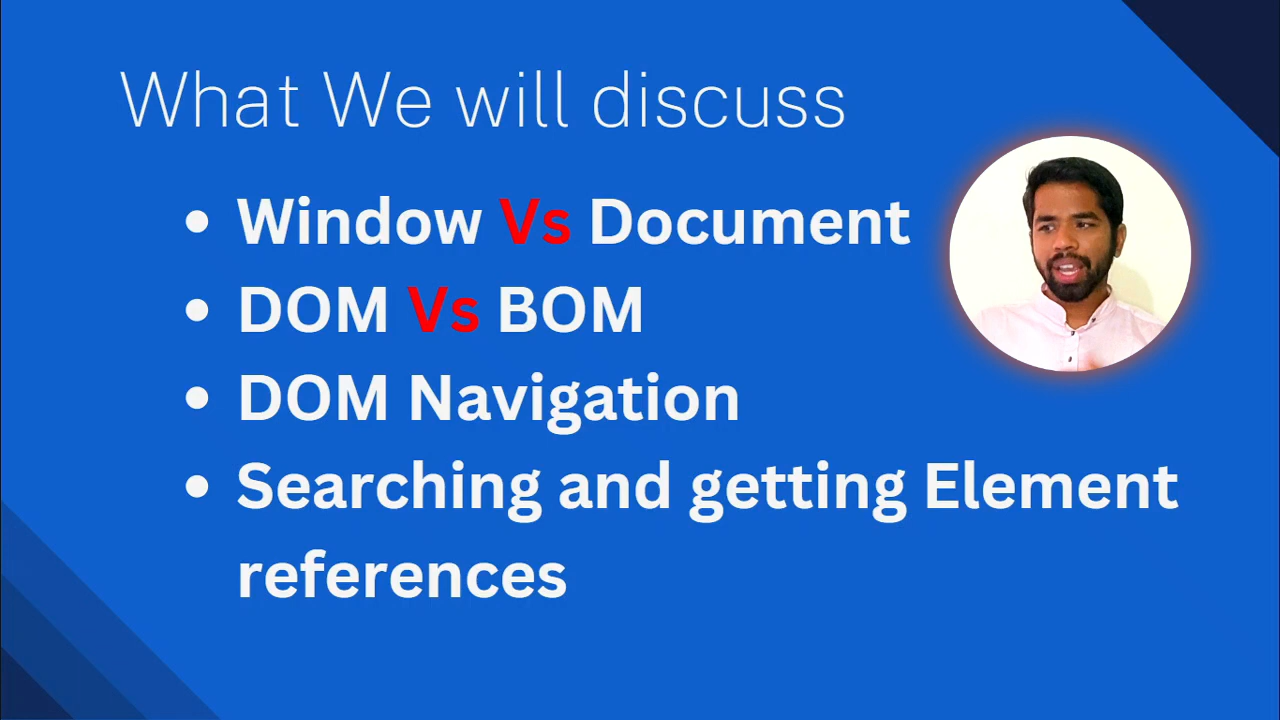 What We will discuss
• Window Vs Document
• DOM Vs BOM
• DOM Navigation
• Searching and getting Element
references